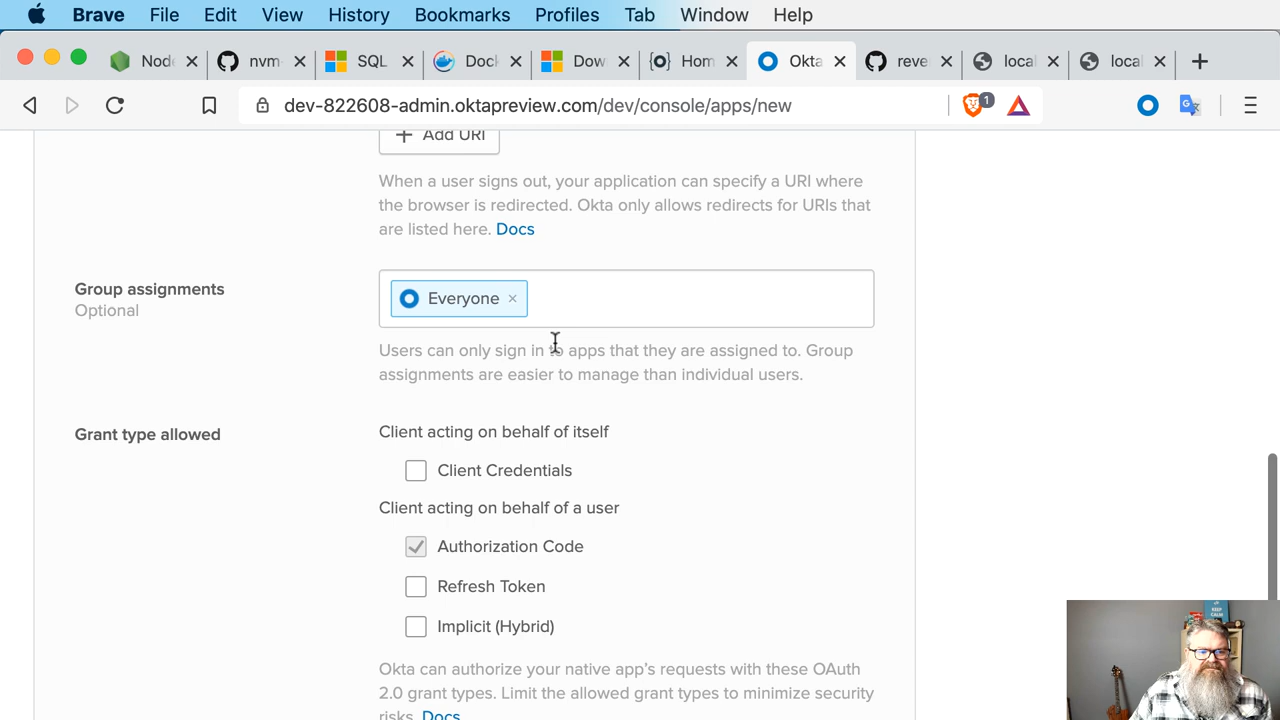 Brave File Edit View History Bookmarks Profiles Tab Window Help
Node nvm- SQL Dock Dow Hom Okta reve local local
dev-822608-admin.oktapreview.com/dev/console/apps/new
1
Add URI
When a user signs out, your application can specify a URI where
the browser is redirected. Okta only allows redirects for URIs that
are listed here. Docs
Group assignments
Optional
Everyone
Users can only sign in to apps that they are assigned to. Group
assignments are easier to manage than individual users.
Grant type allowed
Client acting on behalf of itself
Client Credentials
Client acting on behalf of a user
Authorization Code
Refresh Token
Implicit (Hybrid)
Okta can authorize your native app's requests with these OAuth
2.0 grant types. Limit the allowed grant types to minimize security
risks. Docs
KEEP
CALM